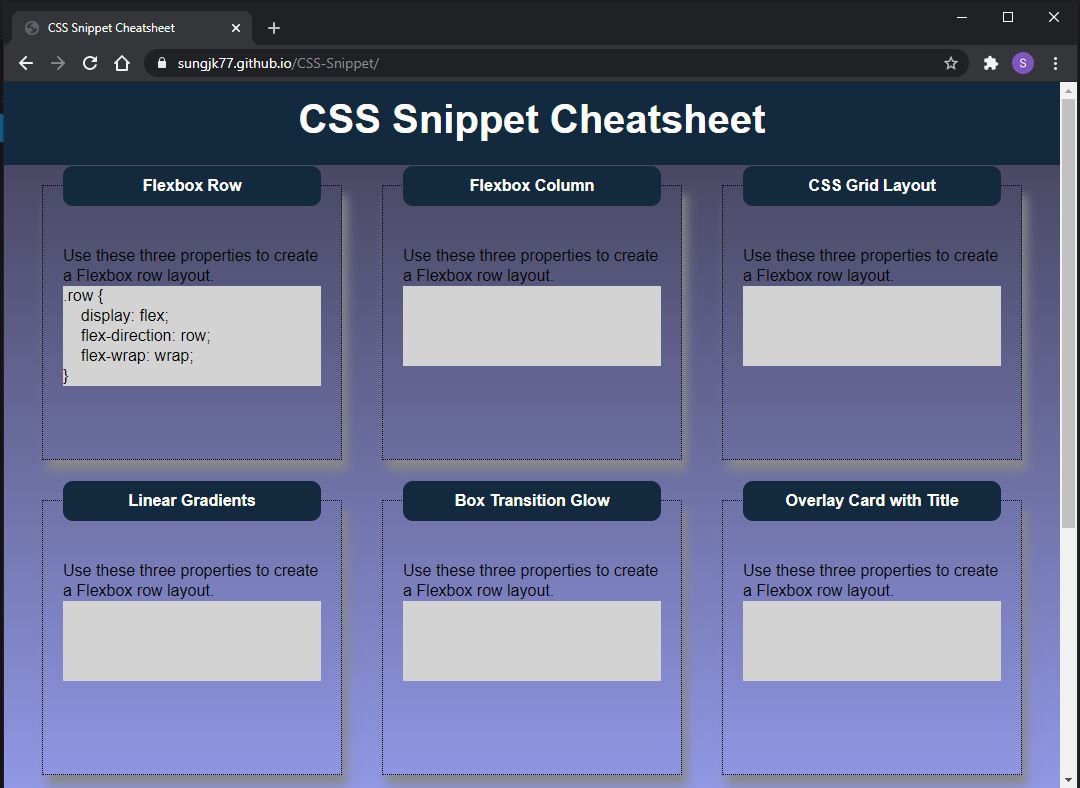 CSS Snippet Cheatsheet
sungjk77.github.io/CSS-Snippet/
S
CSS Snippet Cheatsheet
Flexbox Row
Use these three properties to create
a Flexbox row layout.
.row {
    display: flex;
    flex-direction: row;
    flex-wrap: wrap;
}
Flexbox Column
Use these three properties to create
a Flexbox row layout.
CSS Grid Layout
Use these three properties to create
a Flexbox row layout.
Linear Gradients
Use these three properties to create
a Flexbox row layout.
Box Transition Glow
Use these three properties to create
a Flexbox row layout.
Overlay Card with Title
Use these three properties to create
a Flexbox row layout.